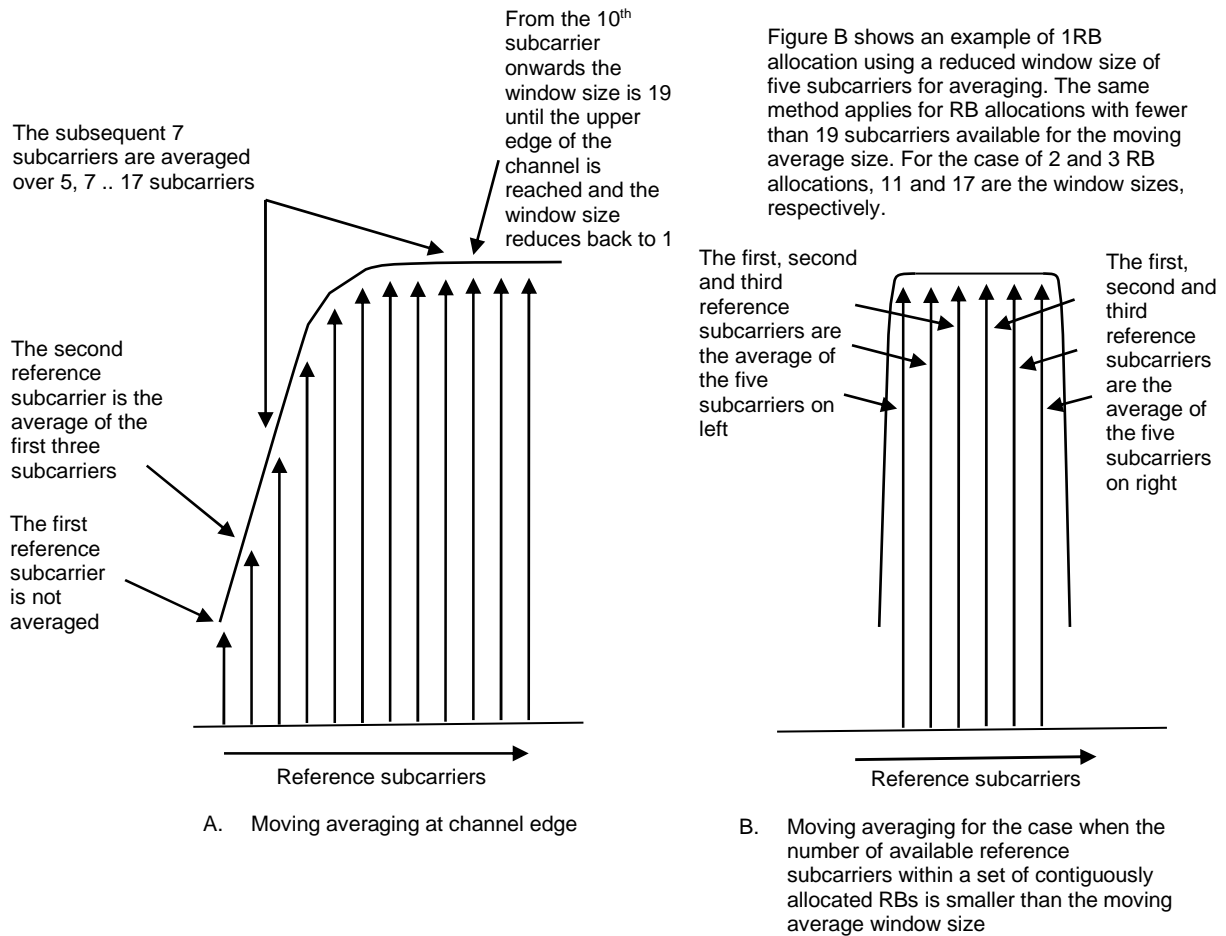 From the 10th
subcarrier
onwards the
window size is 19
until the upper
edge of the
channel is
reached and the
window size
reduces back to 1
The subsequent 7
subcarriers are averaged
over 5, 7 .. 17 subcarriers
The second
reference
subcarrier is the
average of the
first three
subcarriers
The first
reference
subcarrier
is not
averaged
Reference subcarriers
A. Moving averaging at channel edge
Figure B shows an example of 1RB
allocation using a reduced window size of
five subcarriers for averaging. The same
method applies for RB allocations with fewer
than 19 subcarriers available for the moving
average size. For the case of 2 and 3 RB
allocations, 11 and 17 are the window sizes,
respectively.
The first, second
and third
reference
subcarriers are
the average of
the five
subcarriers on
left
The first,
second and
third
reference
subcarriers
are the
average of
the five
subcarriers
on right
Reference subcarriers
B. Moving averaging for the case when the
number of available reference
subcarriers within a set of contiguously
allocated RBs is smaller than the moving
average window size